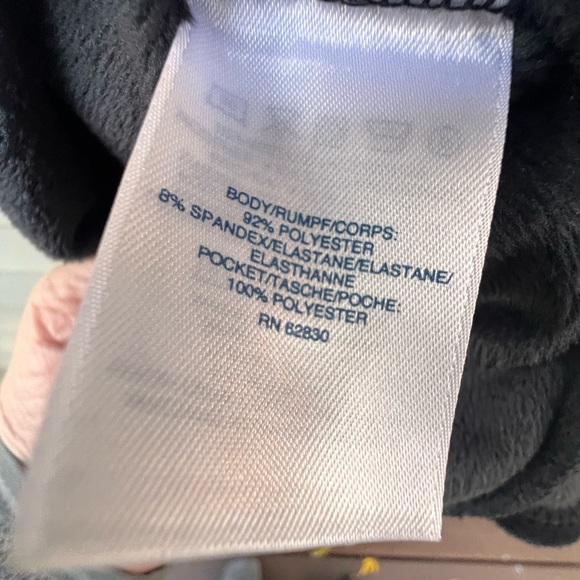 BODY/RUMPF/CORPS:
92% POLYESTER
8% SPANDEX/ELASTANE/ELASTANE/
ELASTHANNE
POCKET/TASCHE/POCHE:
100% POLYESTER
RN 62830